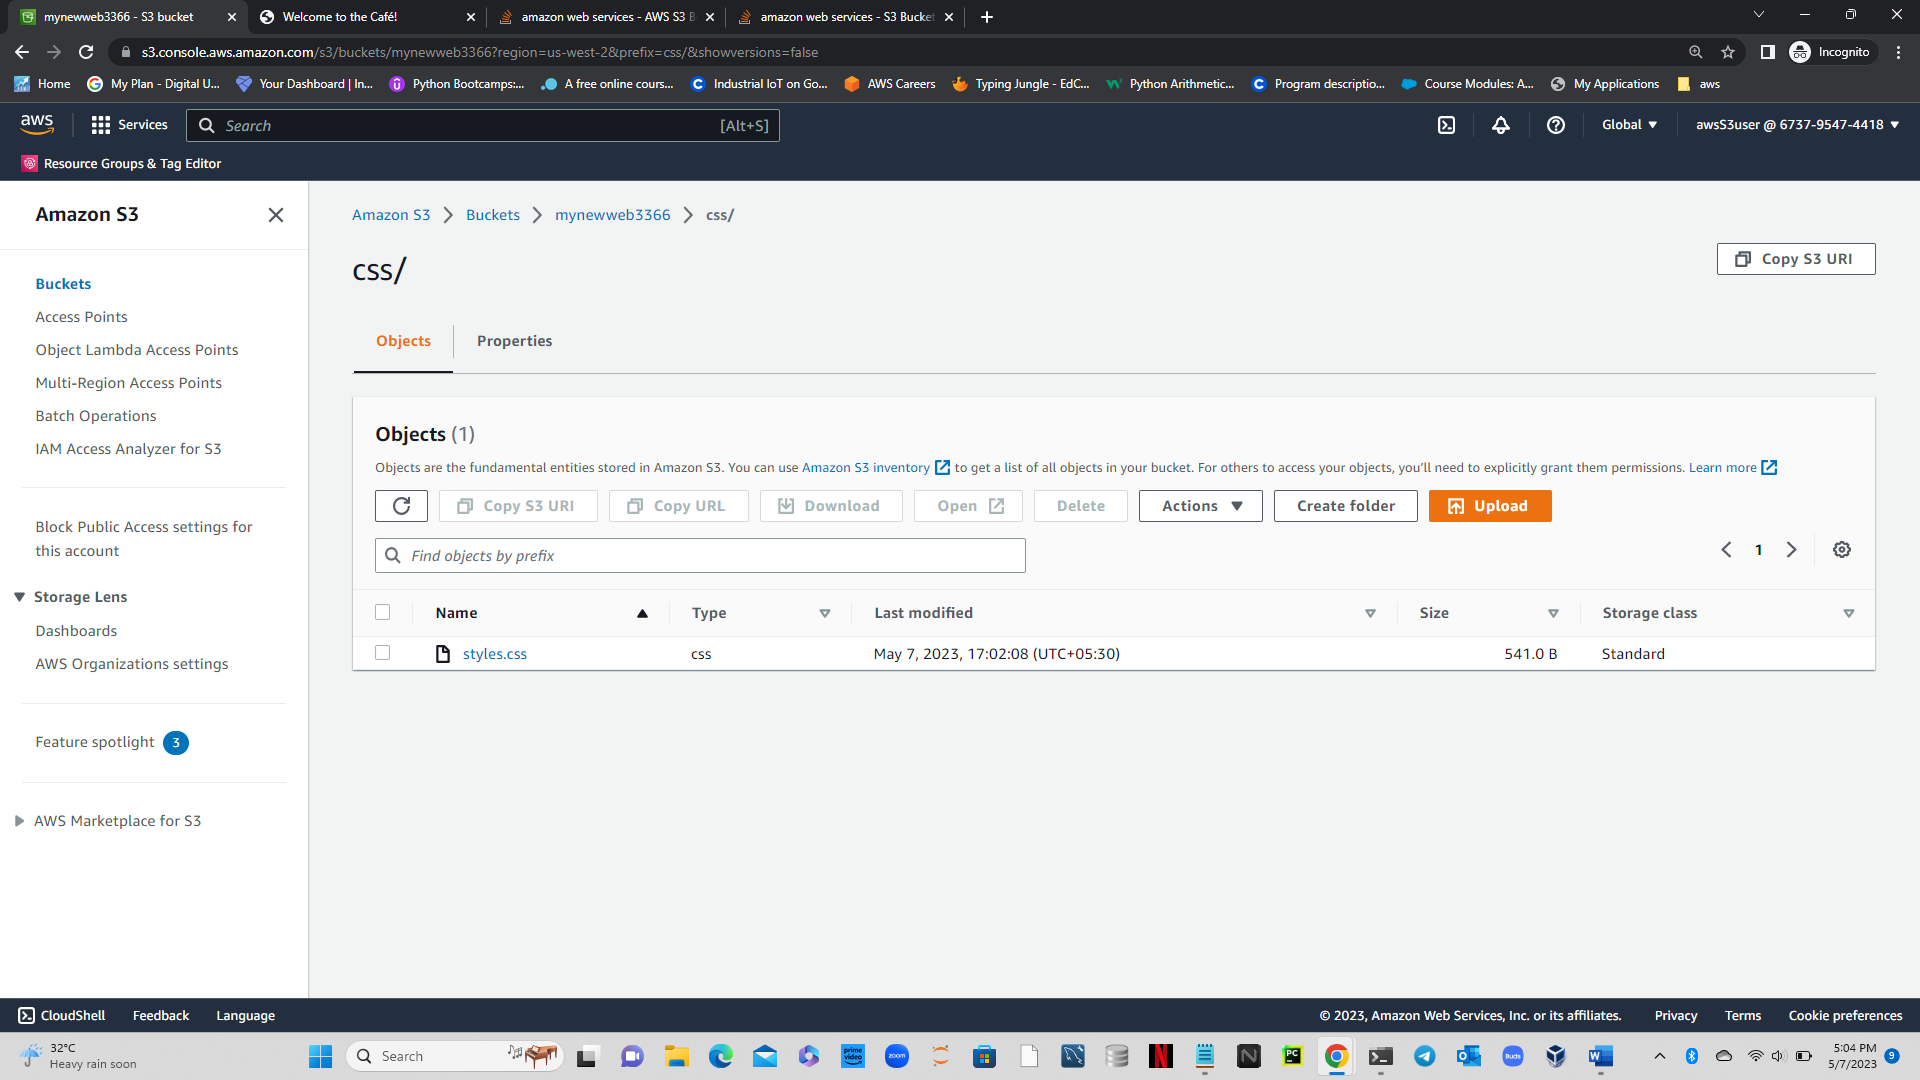 mynewweb3366 - S3 bucket
Welcome to the Café!
amazon web services - AWS S3 B
amazon web services - S3 Bucket
s3.console.aws.amazon.com/s3/buckets/mynewweb3366?region=us-west-2&prefix=css/&showversions=false
Incognito
Home
My Plan - Digital U...
Your Dashboard | In...
Python Bootcamps:...
A free online cours...
Industrial IoT on Go...
AWS Careers
Typing Jungle - EdC...
Python Arithmetic...
Program descriptio...
Course Modules: A...
My Applications
aws
aws
Services
Search
[Alt+S]
Global
awsS3user @ 6737-9547-4418
Resource Groups & Tag Editor
Amazon S3
Buckets
Access Points
Object Lambda Access Points
Multi-Region Access Points
Batch Operations
IAM Access Analyzer for S3
Block Public Access settings for
this account
Storage Lens
Dashboards
AWS Organizations settings
Feature spotlight 3
AWS Marketplace for S3
Amazon S3
Buckets
mynewweb3366
css/
css/
Copy S3 URI
Objects
Properties
Objects (1)
Objects are the fundamental entities stored in Amazon S3. You can use Amazon S3 inventory to get a list of all objects in your bucket. For others to access your objects, you'll need to explicitly grant them permissions. Learn more
Copy S3 URI
Copy URL
Download
Open
Delete
Actions
Create folder
Upload
Find objects by prefix
1
Name
Type
Last modified
Size
Storage class
styles.css
css
May 7, 2023, 17:02:08 (UTC+05:30)
541.0 B
Standard
CloudShell
Feedback
Language
© 2023, Amazon Web Services, Inc. or its affiliates.
Privacy
Terms
Cookie preferences
32°C
Heavy rain soon
Search
prime video
zoom
N
N
PC
Buds
W
5:04 PM
5/7/2023
9